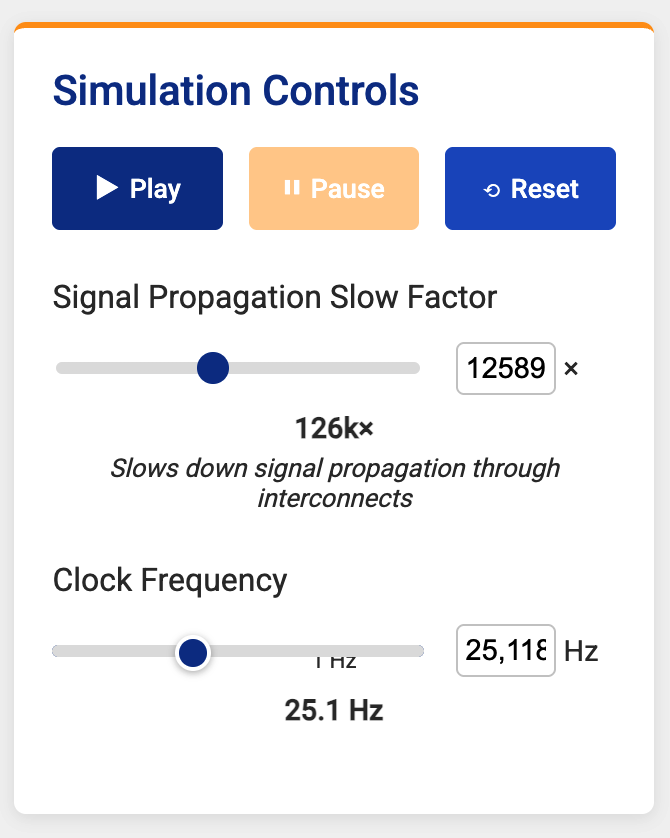 Simulation Controls
▶ Play
⏸ Pause
⟲ Reset
Signal Propagation Slow Factor
12589 ×
126k×
Slows down signal propagation through
interconnects
Clock Frequency
25,118 Hz
1 Hz
25.1 Hz